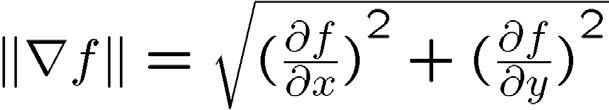 ‖∇f‖ = √((∂f/∂x)² + (∂f/∂y)²)